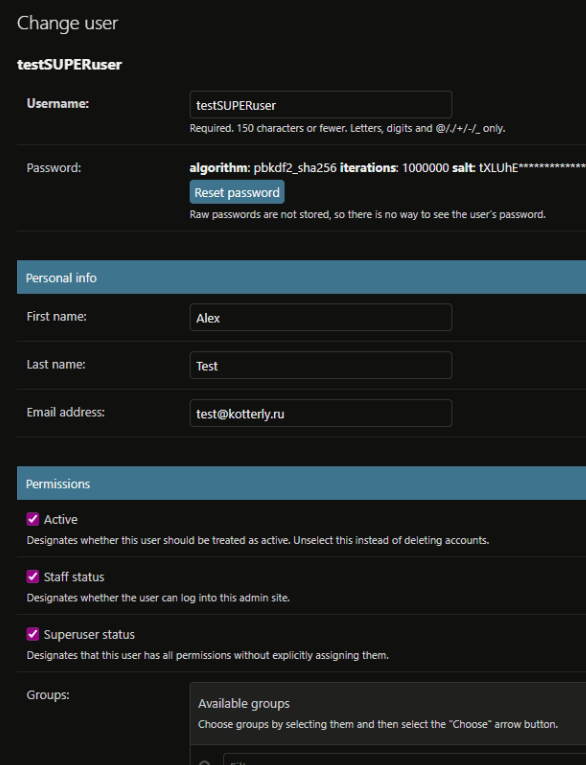 Change user
testSUPERuser
Username:
testSUPERuser
Required. 150 characters or fewer. Letters, digits and @/./+/-/_ only.
Password:
algorithm: pbkdf2_sha256 iterations: 1000000 salt: tXLUhE*************
Reset password
Raw passwords are not stored, so there is no way to see the user's password.
Personal info
First name:
Alex
Last name:
Test
Email address:
test@kotterly.ru
Permissions
Active
Designates whether this user should be treated as active. Unselect this instead of deleting accounts.
Staff status
Designates whether the user can log into this admin site.
Superuser status
Designates that this user has all permissions without explicitly assigning them.
Groups:
Available groups
Choose groups by selecting them and then select the "Choose" arrow button.